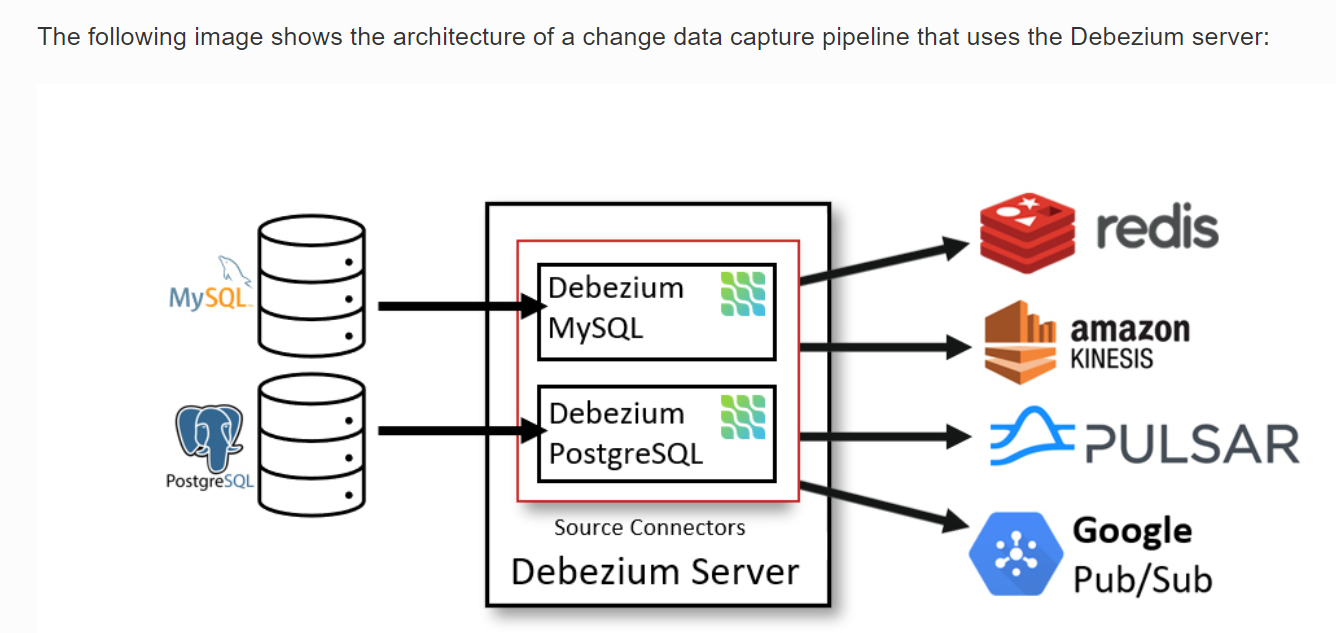 The following image shows the architecture of a change data capture pipeline that uses the Debezium server:
MySQL
PostgreSQL
Debezium
MySQL
Debezium
PostgreSQL
Source Connectors
Debezium Server
redis
amazon
KINESIS
PULSAR
Google
Pub/Sub